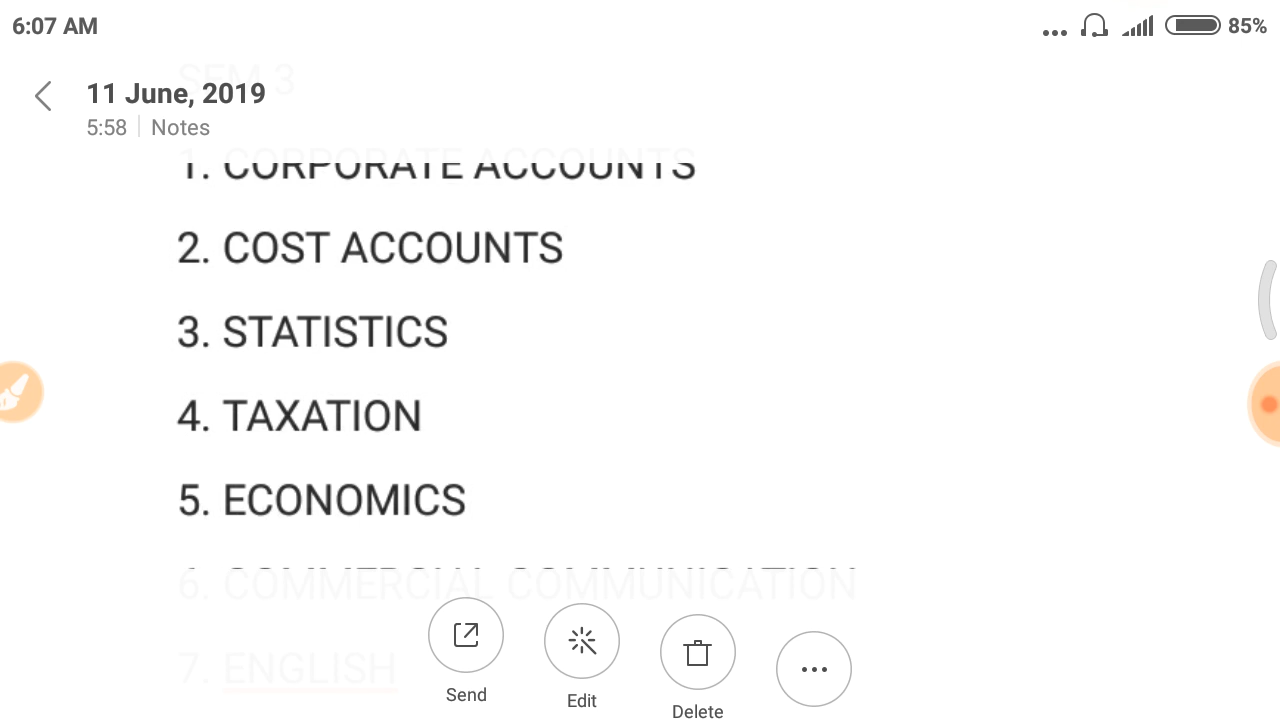 6:07 AM
85%
SEM 3
11 June, 2019
5:58 | Notes
1. CORPORATE ACCOUNTS
2. COST ACCOUNTS
3. STATISTICS
4. TAXATION
5. ECONOMICS
6. COMMERCIAL COMMUNICATION
7. ENGLISH
Send
Edit
Delete